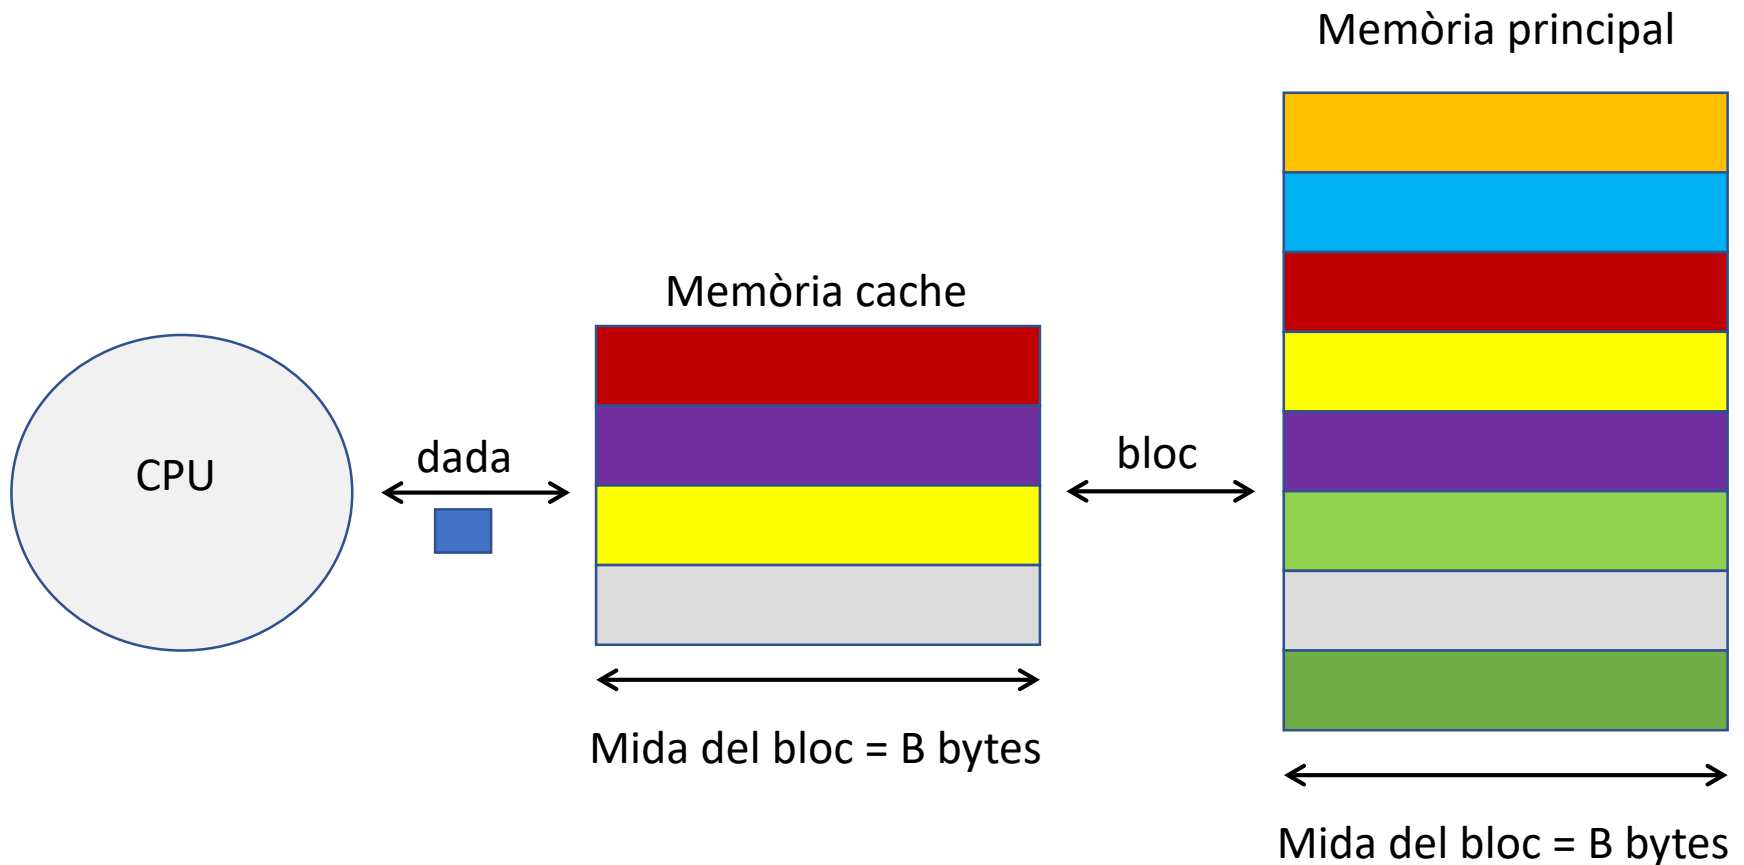 Memòria principal
Memòria cache
CPU
dada
bloc
Mida del bloc = B bytes
Mida del bloc = B bytes